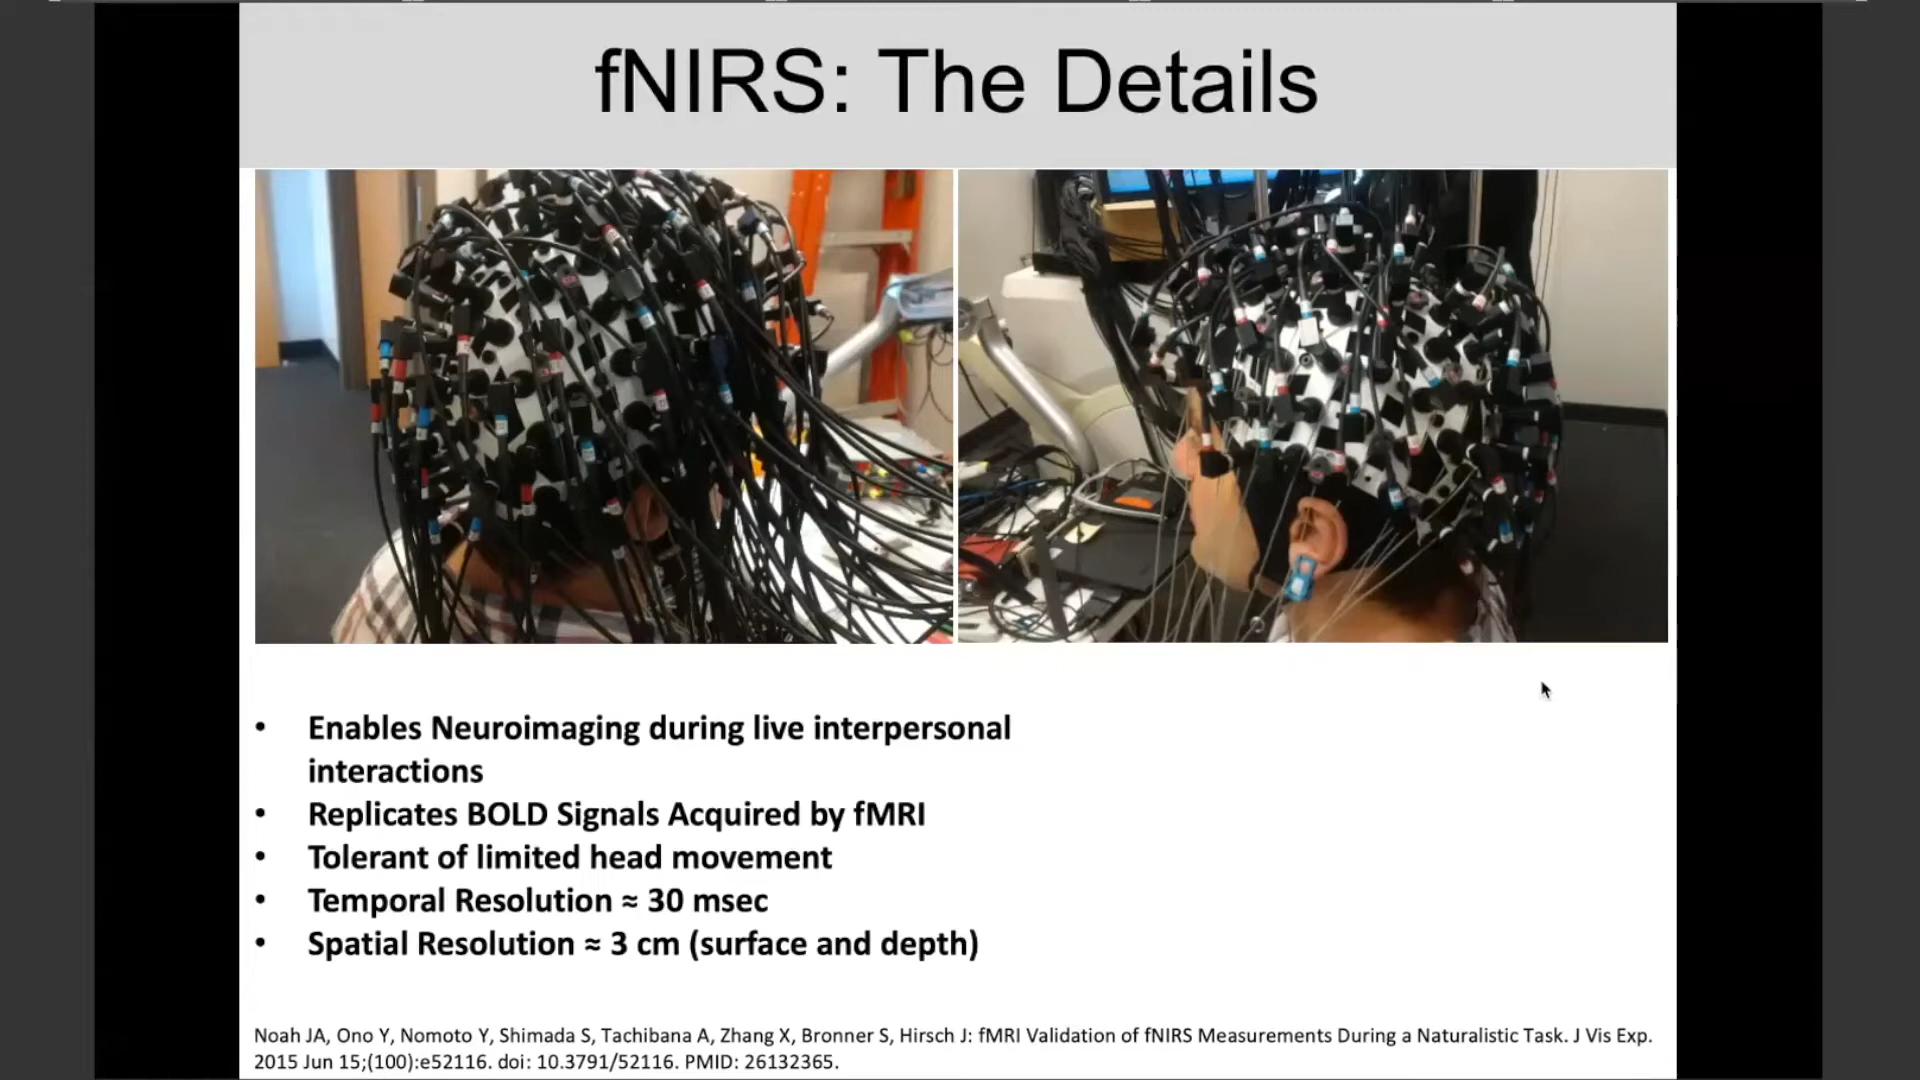 fNIRS: The Details
• Enables Neuroimaging during live interpersonal
interactions
• Replicates BOLD Signals Acquired by fMRI
• Tolerant of limited head movement
• Temporal Resolution ≈ 30 msec
• Spatial Resolution ≈ 3 cm (surface and depth)
Noah JA, Ono Y, Nomoto Y, Shimada S, Tachibana A, Zhang X, Bronner S, Hirsch J: fMRI Validation of fNIRS Measurements During a Naturalistic Task. J Vis Exp.
2015 Jun 15;(100):e52116. doi: 10.3791/52116. PMID: 26132365.